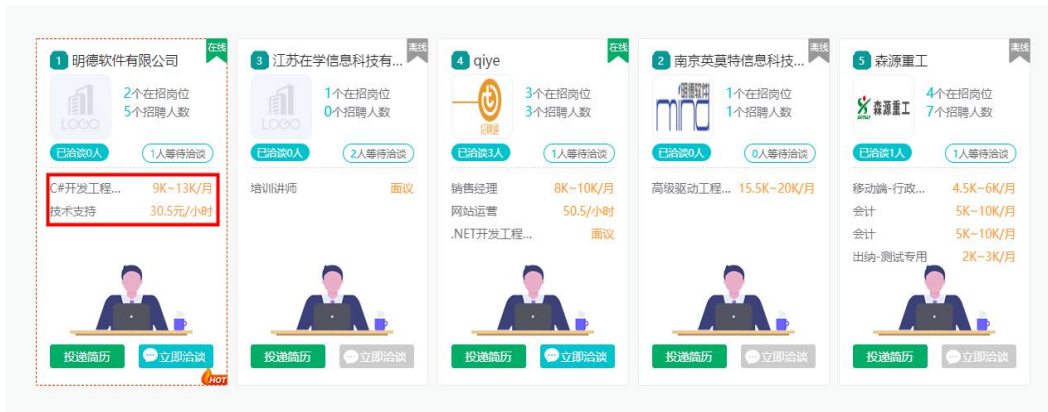 在线
1 明德软件有限公司
LOGO
2个在招岗位
5个招聘人数
已洽谈0人
1人等待洽谈
C#开发工程... 9K~13K/月
技术支持 30.5元/小时
投递简历
立即洽谈
HOT
离线
3 江苏在学信息科技有...
LOGO
1个在招岗位
0个招聘人数
已洽谈0人
2人等待洽谈
培训讲师 面议
投递简历
立即洽谈
在线
4 qiye
招聘通
3个在招岗位
3个招聘人数
已洽谈3人
1人等待洽谈
销售经理 8K~10K/月
网站运营 50.5/小时
.NET开发工程... 面议
投递简历
立即洽谈
离线
2 南京英莫特信息科技...
明德软件
mind
1个在招岗位
1个招聘人数
已洽谈0人
0人等待洽谈
高级驱动工程... 15.5K~20K/月
投递简历
立即洽谈
离线
5 森源重工
森源重工
4个在招岗位
7个招聘人数
已洽谈1人
1人等待洽谈
移动端-行政... 4.5K~6K/月
会计 5K~10K/月
会计 5K~10K/月
出纳-测试专用 2K~3K/月
投递简历
立即洽谈